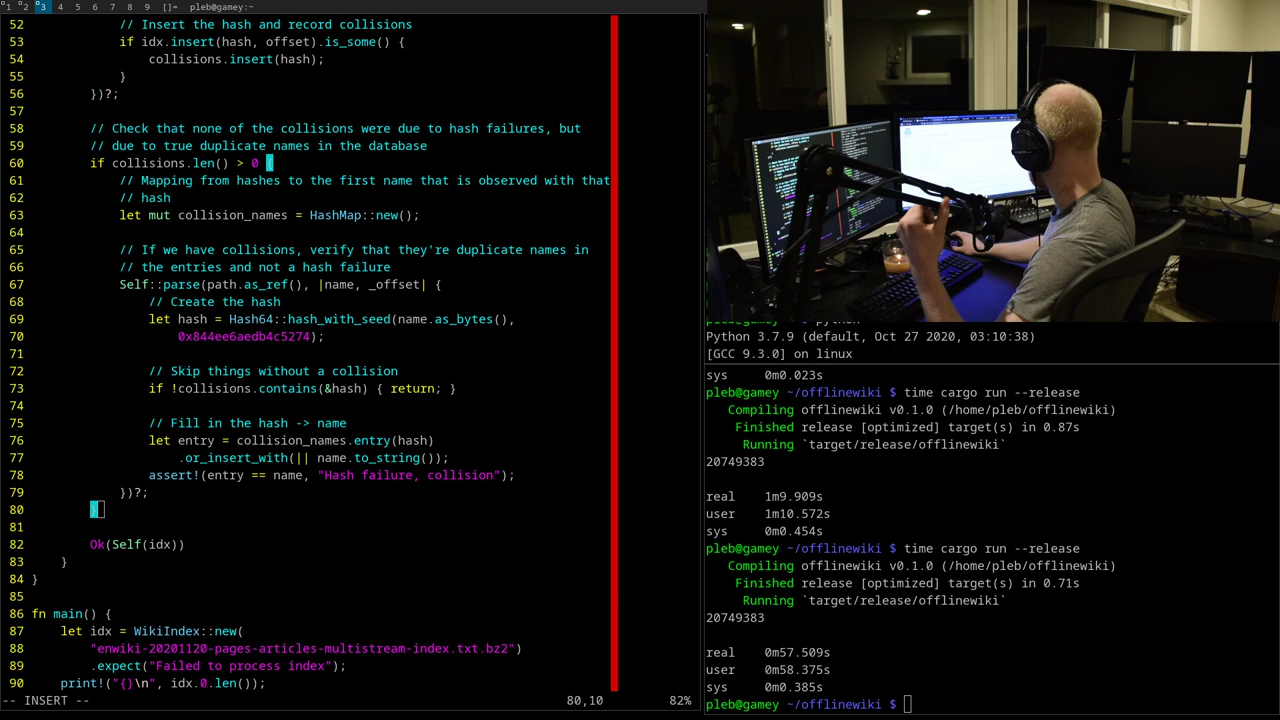 1 2 3 4 5 6 7 8 9 []= pleb@gamey:~
52             // Insert the hash and record collisions
53             if idx.insert(hash, offset).is_some() {
54                 collisions.insert(hash);
55             }
56         })?;
57
58         // Check that none of the collisions were due to hash failures, but
59         // due to true duplicate names in the database
60         if collisions.len() > 0 {
61             // Mapping from hashes to the first name that is observed with that
62             // hash
63             let mut collision_names = HashMap::new();
64
65             // If we have collisions, verify that they're duplicate names in
66             // the entries and not a hash failure
67             Self::parse(path.as_ref(), |name, _offset| {
68                 // Create the hash
69                 let hash = Hash64::hash_with_seed(name.as_bytes(),
70                     0x844ee6aedb4c5274);
71
72                 // Skip things without a collision
73                 if !collisions.contains(&hash) { return; }
74
75                 // Fill in the hash -> name
76                 let entry = collision_names.entry(hash)
77                     .or_insert_with(|| name.to_string());
78                 assert!(entry == name, "Hash failure, collision");
79             })?;
80         }
81
82         Ok(Self(idx))
83     }
84 }
85
86 fn main() {
87     let idx = WikiIndex::new(
88         "enwiki-20201120-pages-articles-multistream-index.txt.bz2")
89         .expect("Failed to process index");
90     print!("{}\n", idx.0.len());
-- INSERT -- 80,10 82%
Python 3.7.9 (default, Oct 27 2020, 03:10:38)
[GCC 9.3.0] on linux
sys     0m0.023s
pleb@gamey ~/offlinewiki $ time cargo run --release
   Compiling offlinewiki v0.1.0 (/home/pleb/offlinewiki)
    Finished release [optimized] target(s) in 0.87s
     Running `target/release/offlinewiki`
20749383
real    1m9.909s
user    1m10.572s
sys     0m0.454s
pleb@gamey ~/offlinewiki $ time cargo run --release
   Compiling offlinewiki v0.1.0 (/home/pleb/offlinewiki)
    Finished release [optimized] target(s) in 0.71s
     Running `target/release/offlinewiki`
20749383
real    0m57.509s
user    0m58.375s
sys     0m0.385s
pleb@gamey ~/offlinewiki $